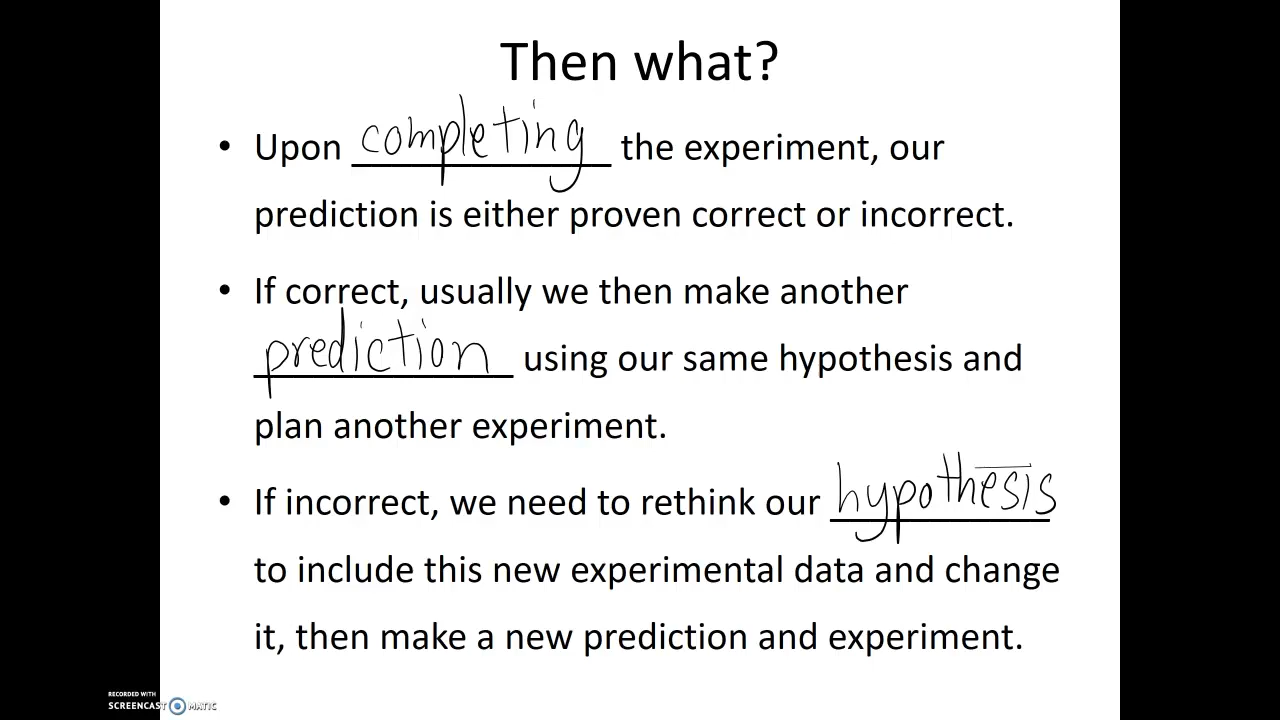 Then what?
• Upon completing the experiment, our
prediction is either proven correct or incorrect.
• If correct, usually we then make another
prediction using our same hypothesis and
plan another experiment.
• If incorrect, we need to rethink our hypothesis
to include this new experimental data and change
it, then make a new prediction and experiment.
RECORDED WITH
SCREENCAST MATIC